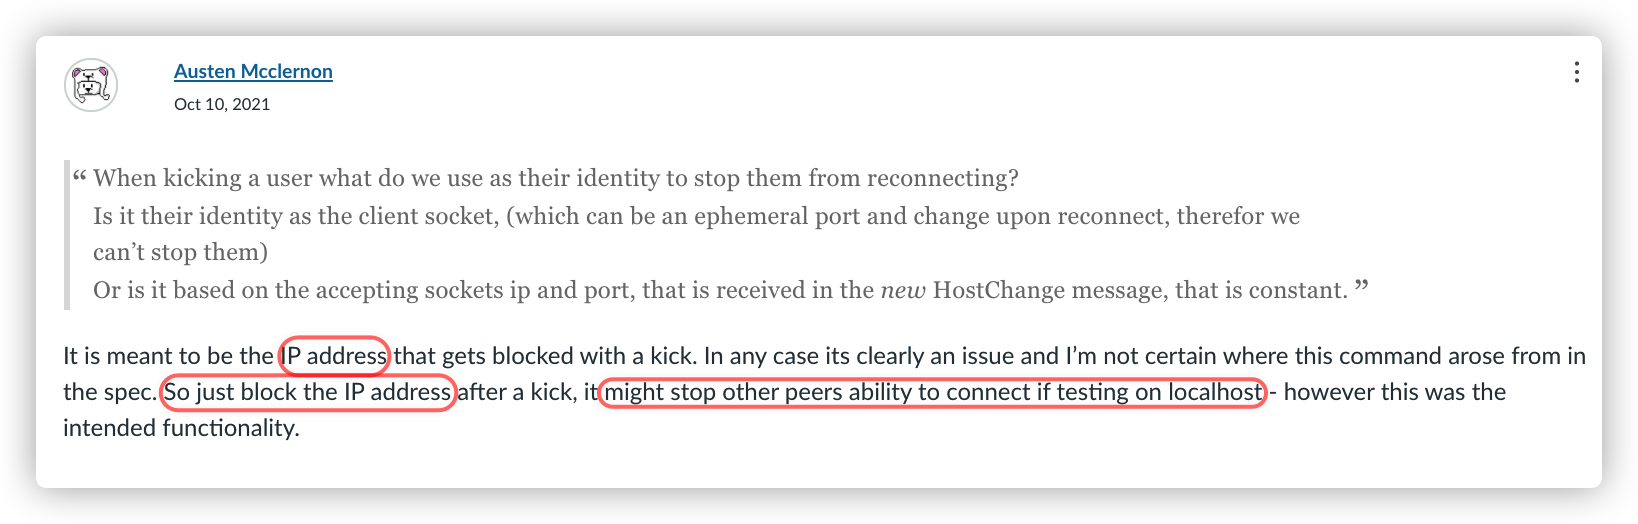 Austen Mcclernon
Oct 10, 2021
“ When kicking a user what do we use as their identity to stop them from reconnecting?
Is it their identity as the client socket, (which can be an ephemeral port and change upon reconnect, therefor we
can’t stop them)
Or is it based on the accepting sockets ip and port, that is received in the new HostChange message, that is constant. ”
It is meant to be the IP address that gets blocked with a kick. In any case its clearly an issue and I’m not certain where this command arose from in
the spec. So just block the IP address after a kick, it might stop other peers ability to connect if testing on localhost - however this was the
intended functionality.